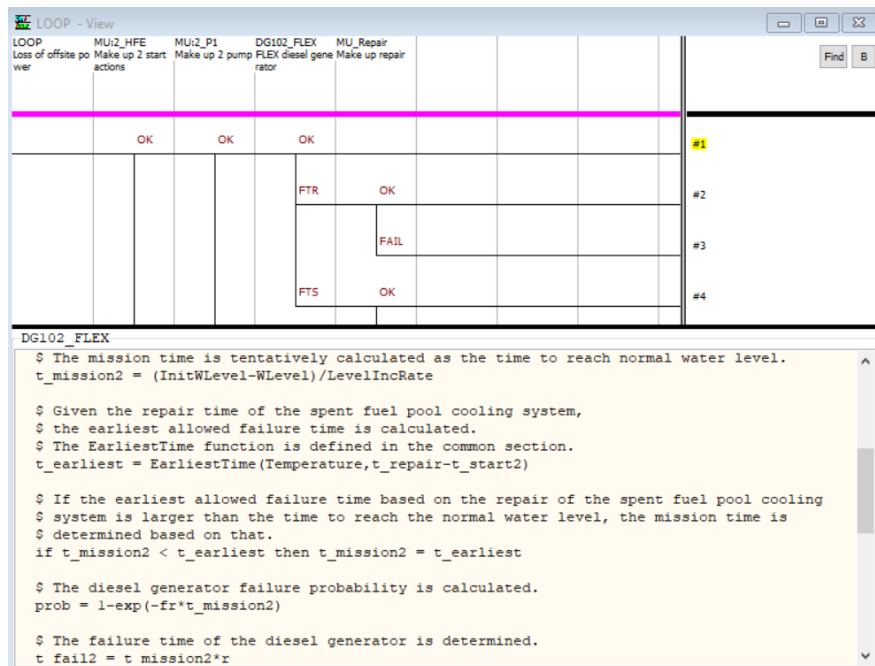 LOOP - View
LOOP MU:2_HFE MU:2_P1 DG102_FLEX MU_Repair
Loss of offsite po Make up 2 start Make up 2 pump FLEX diesel gene Make up repair
wer actions rator
Find B
OK OK OK #1
FTR OK #2
FAIL #3
FTS OK #4
DG102_FLEX
$ The mission time is tentatively calculated as the time to reach normal water level.
t_mission2 = (InitWLevel-WLevel)/LevelIncRate
$ Given the repair time of the spent fuel pool cooling system,
$ the earliest allowed failure time is calculated.
$ The EarliestTime function is defined in the common section.
t_earliest = EarliestTime(Temperature,t_repair-t_start2)
$ If the earliest allowed failure time based on the repair of the spent fuel pool cooling
$ system is larger than the time to reach the normal water level, the mission time is
$ determined based on that.
if t_mission2 < t_earliest then t_mission2 = t_earliest
$ The diesel generator failure probability is calculated.
prob = 1-exp(-fr*t_mission2)
$ The failure time of the diesel generator is determined.
t_fail2 = t_mission2*r